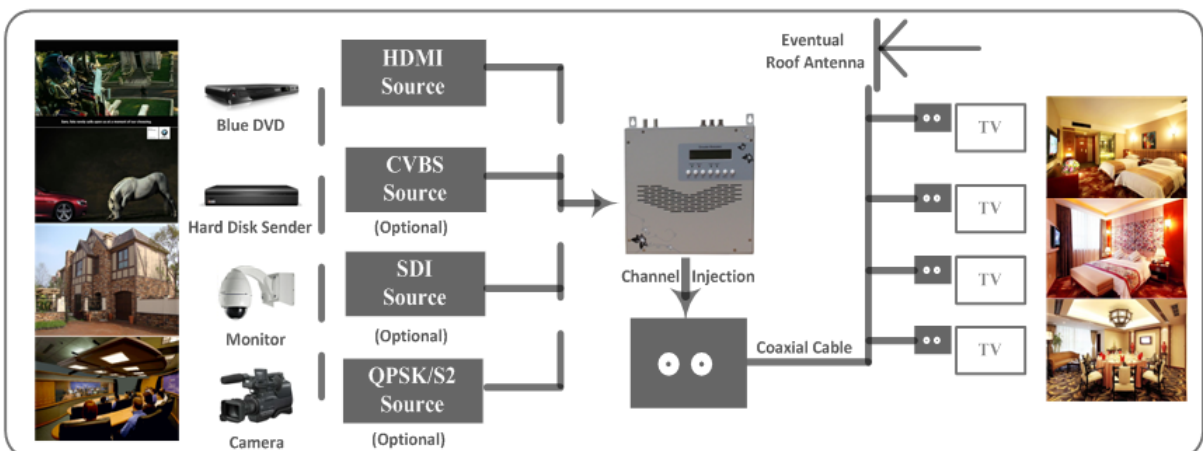 Blue DVD
Hard Disk Sender
Monitor
Camera
HDMI
Source
CVBS
Source
(Optional)
SDI
Source
(Optional)
QPSK/S2
Source
(Optional)
Channel Injection
Coaxial Cable
Eventual
Roof Antenna
TV
TV
TV
TV